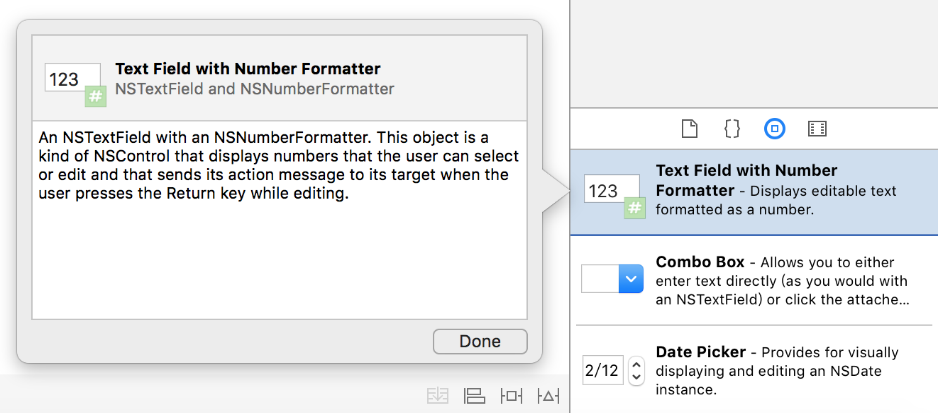 123
#
Text Field with Number Formatter
NSTextField and NSNumberFormatter
An NSTextField with an NSNumberFormatter. This object is a
kind of NSControl that displays numbers that the user can select
or edit and that sends its action message to its target when the
user presses the Return key while editing.
Done
{}
123
#
Text Field with Number
Formatter - Displays editable text
formatted as a number.
Combo Box - Allows you to either
enter text directly (as you would with
an NSTextField) or click the attache...
2/12
Date Picker - Provides for visually
displaying and editing an NSDate
instance.